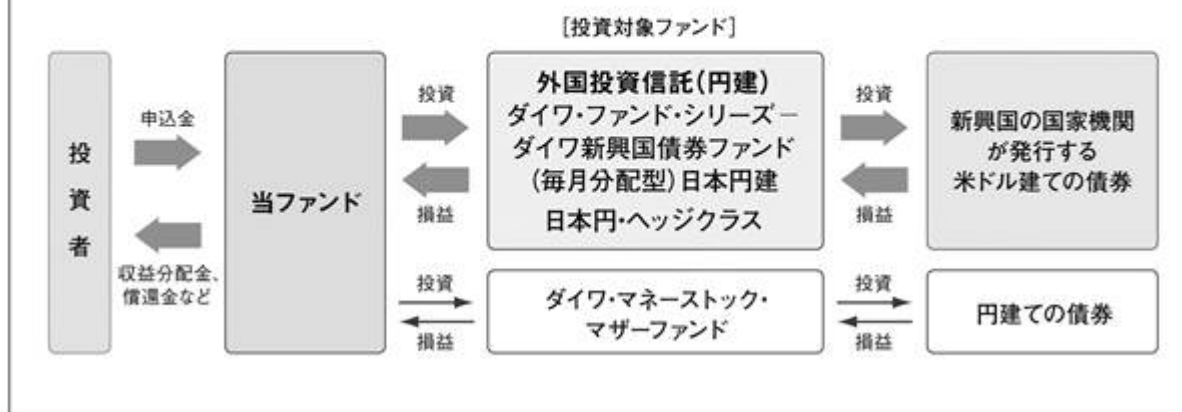 [投資対象ファンド]
投資者
申込金
収益分配金、
償還金など
当ファンド
投資
損益
外国投資信託(円建)
ダイワ・ファンド・シリーズ−
ダイワ新興国債券ファンド
(毎月分配型)日本円建
日本円・ヘッジクラス
投資
損益
新興国の国家機関
が発行する
米ドル建ての債券
投資
損益
ダイワ・マネーストック・
マザーファンド
投資
損益
円建ての債券